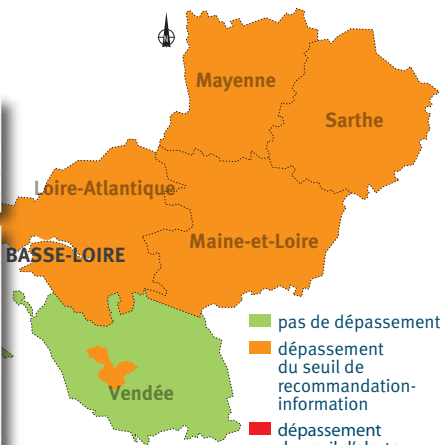 Mayenne
Sarthe
Loire-Atlantique
Maine-et-Loire
BASSE-LOIRE
Vendée
pas de dépassement
dépassement
du seuil de
recommandation-
information
dépassement